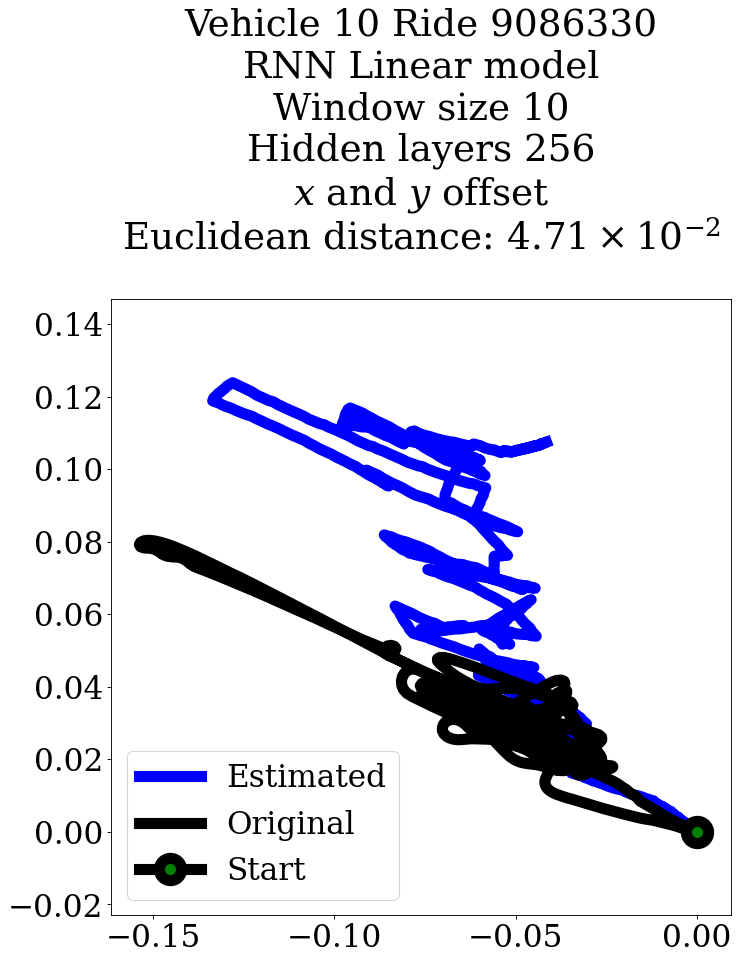 Vehicle 10 Ride 9086330
RNN Linear model
Window size 10
Hidden layers 256
x and y offset
Euclidean distance: 4.71 × 10⁻²
0.14
0.12
0.10
0.08
0.06
0.04
0.02
0.00
−0.02
Estimated
Original
Start
−0.15 −0.10 −0.05 0.00